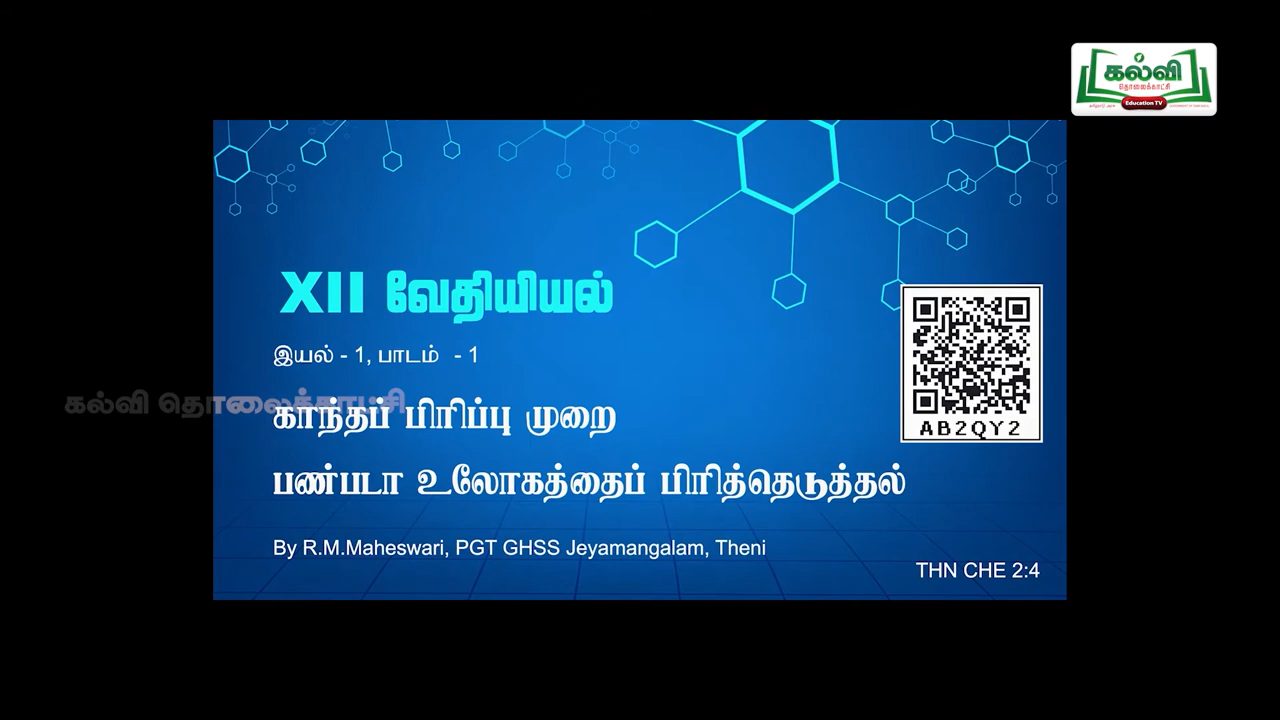 கல்வி
தொலைக்காட்சி
Education TV
XII வேதியியல்
இயல் - 1, பாடம் - 1
கல்வி தொலைக்காட்சி
காந்தப் பிரிப்பு முறை
AB2QY2
பண்படா உலோகத்தைப் பிரித்தெடுத்தல்
By R.M.Maheswari, PGT GHSS Jeyamangalam, Theni
THN CHE 2:4